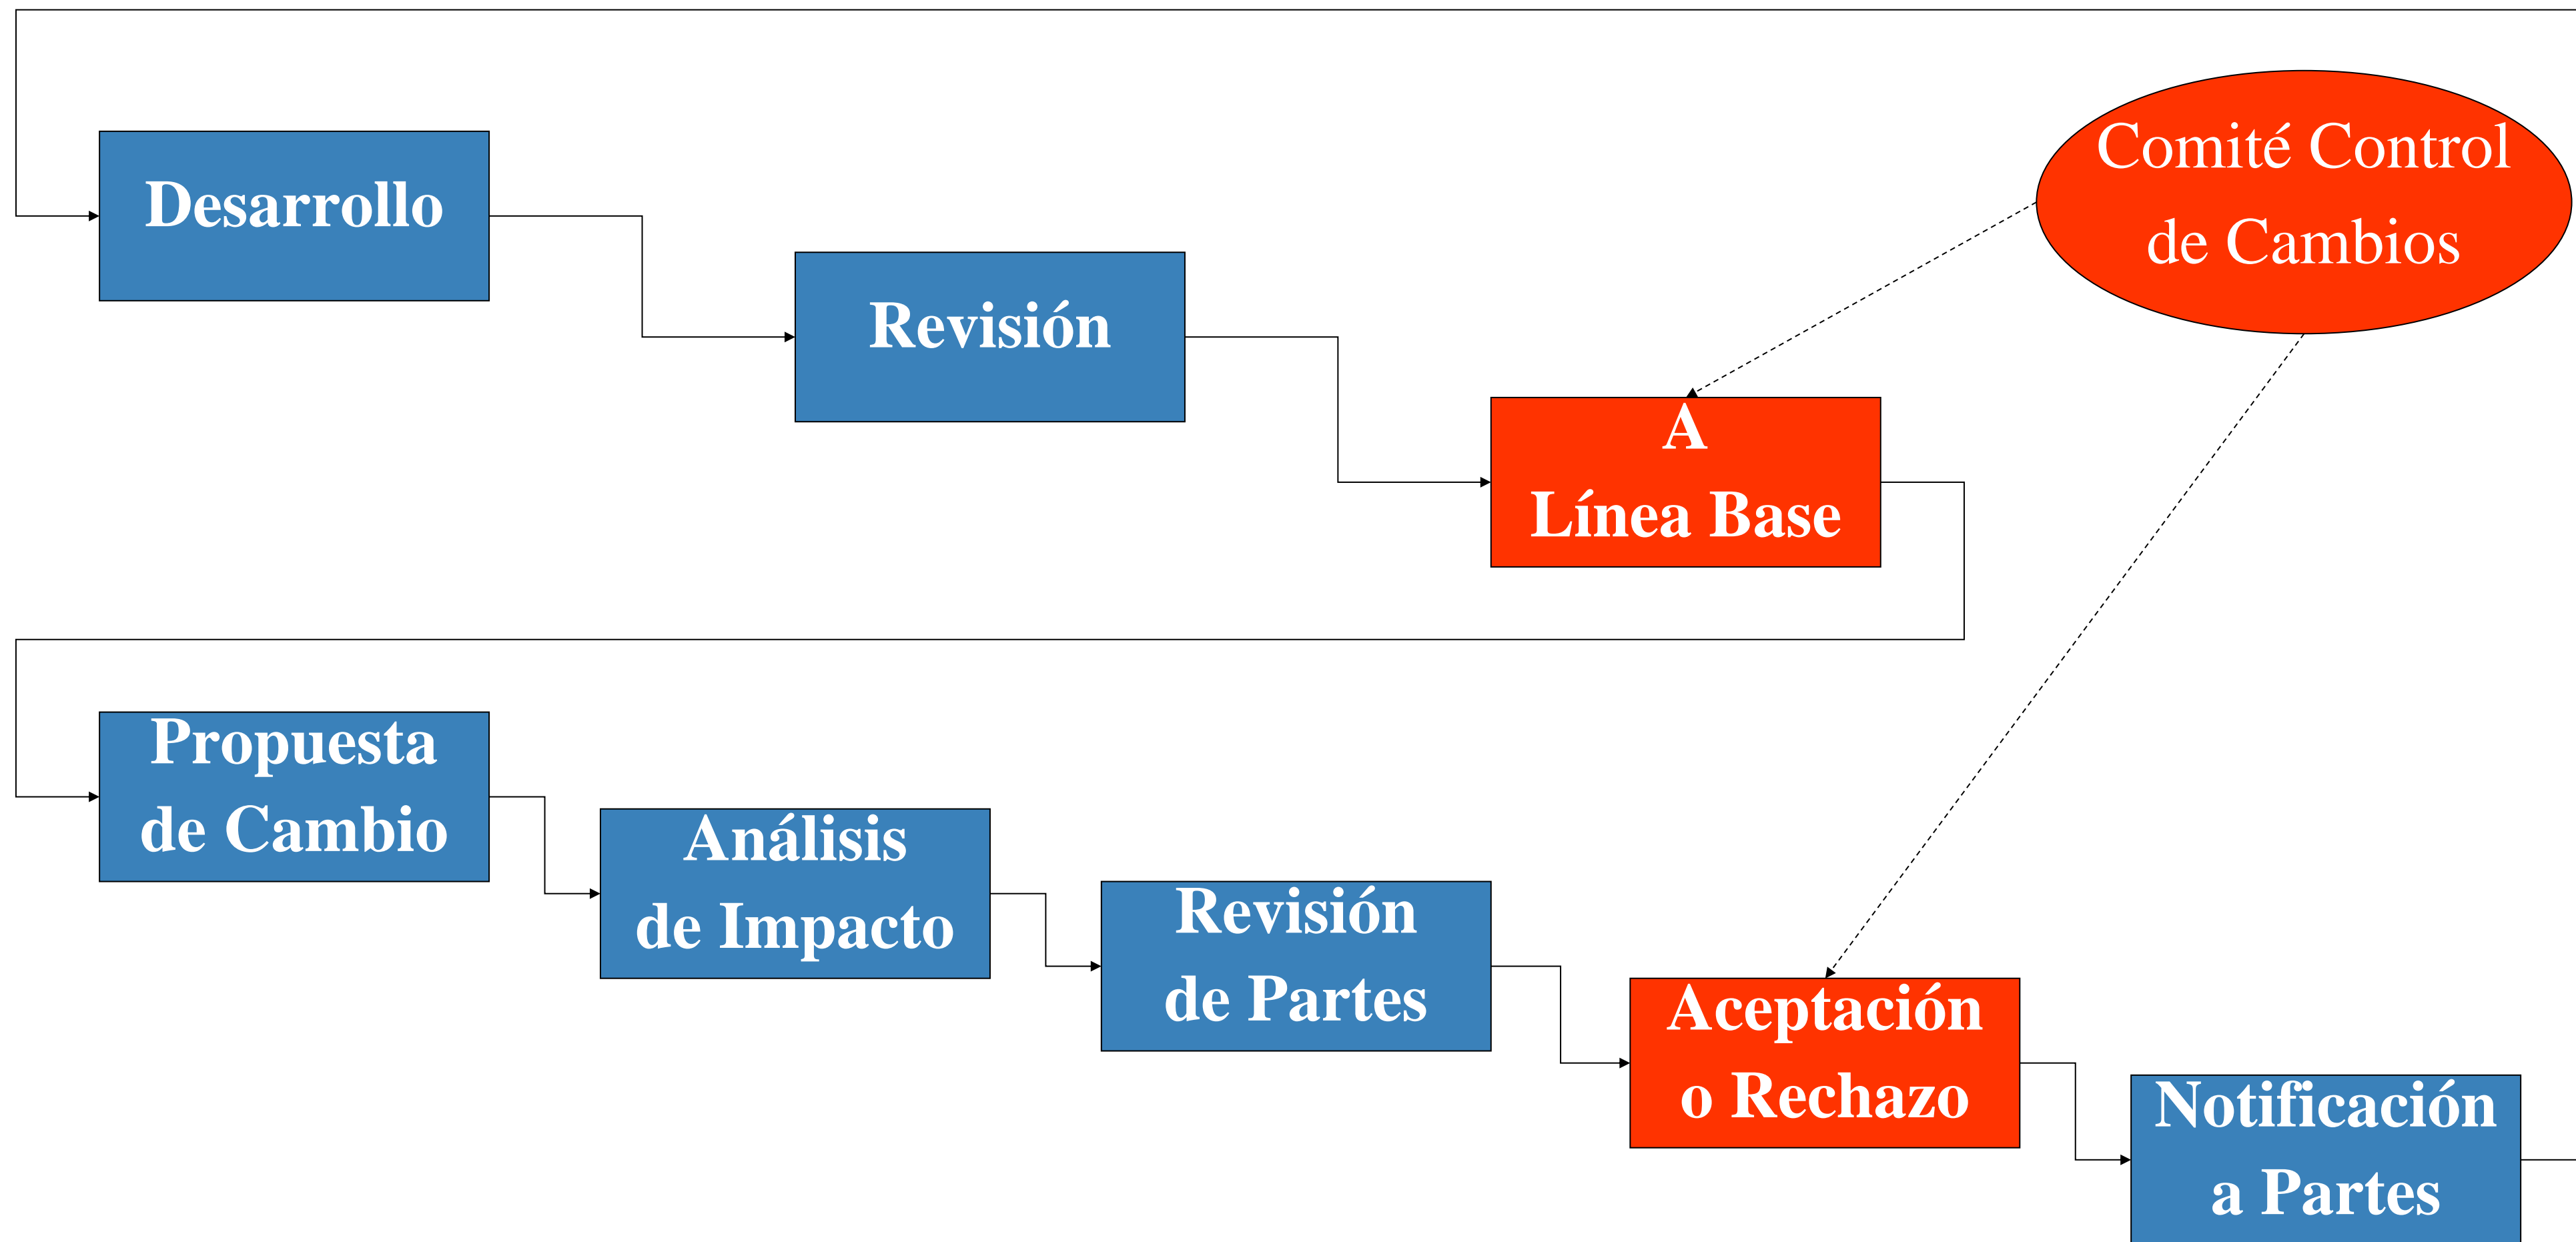 Desarrollo
Comité Control
de Cambios
Revisión
A
Línea Base
Propuesta
de Cambio
Análisis
de Impacto
Revisión
de Partes
Aceptación
o Rechazo
Notificación
a Partes